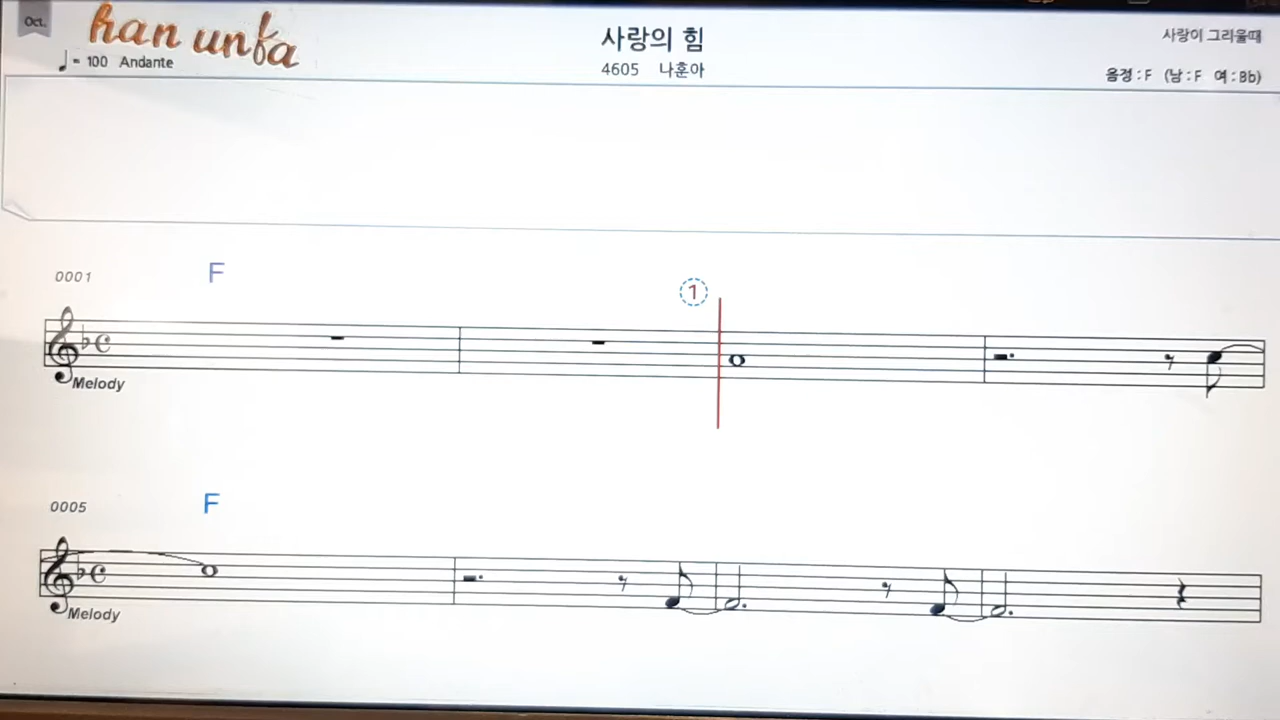 Oct.
han unfa
♩= 100 Andante
사랑의 힘
4605 나훈아
사랑이 그리울때
음정 : F (남 : F 여 : Bb)
0001
F
1
Melody
0005
F
Melody